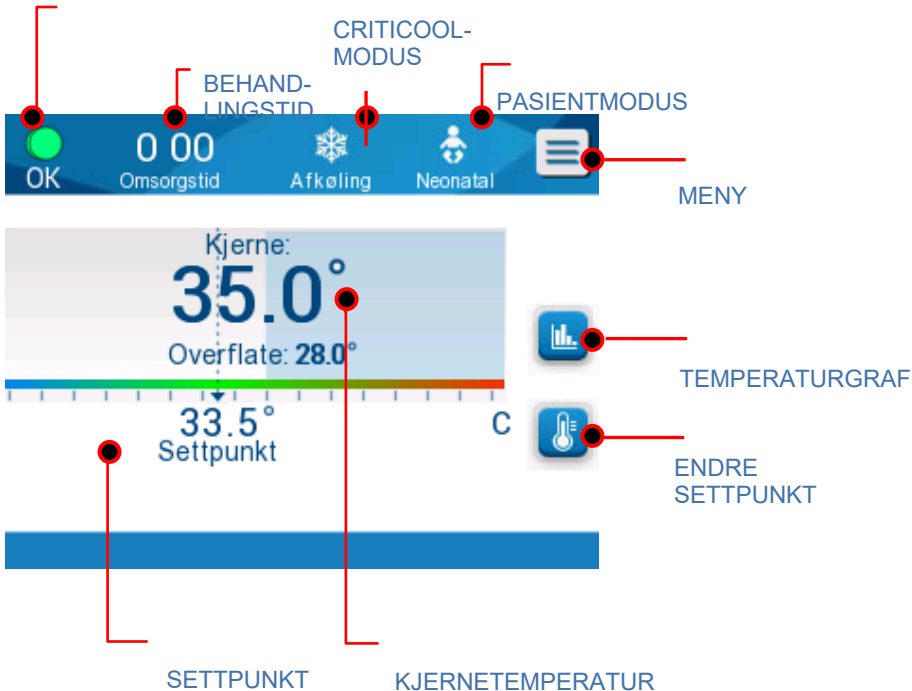 CRITICOOL-
MODUS
BEHAND-
LINGSTID
PASIENTMODUS
0 00
OK
Omsorgstid
Afkøling
Neonatal
MENY
Kjerne:
35.0°
Overflate: 28.0°
TEMPERATURGRAF
33.5°
C
Settpunkt
ENDRE
SETTPUNKT
SETTPUNKT
KJERNETEMPERATUR